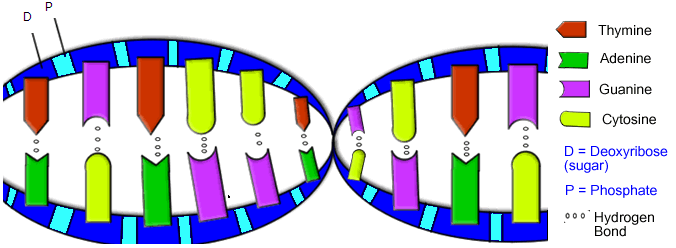 D
P
Thymine
Adenine
Guanine
Cytosine
D = Deoxyribose
(sugar)
P = Phosphate
Hydrogen
Bond